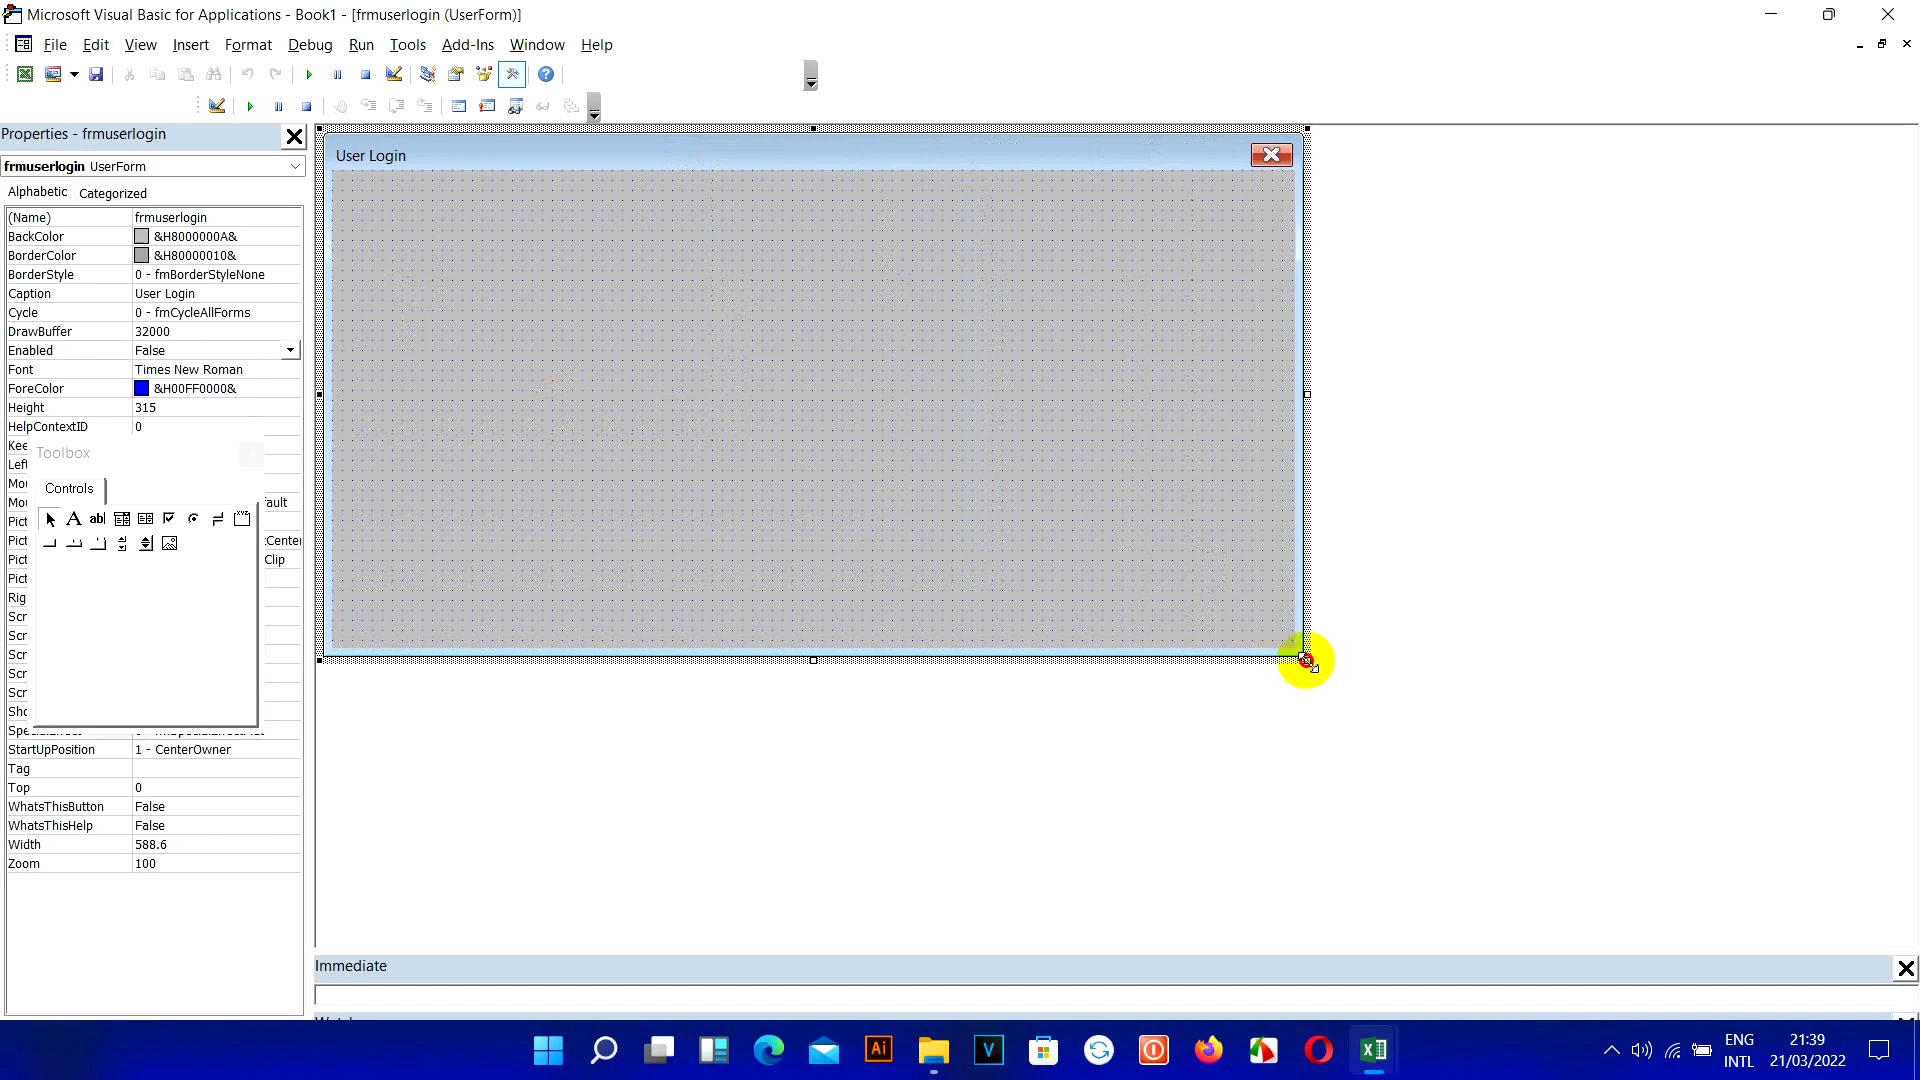 Microsoft Visual Basic for Applications - Book1 - [frmuserlogin (UserForm)]
File Edit View Insert Format Debug Run Tools Add-Ins Window Help
Properties - frmuserlogin
frmuserlogin UserForm
Alphabetic Categorized
(Name) frmuserlogin
BackColor &H8000000A&
BorderColor &H80000010&
BorderStyle 0 - fmBorderStyleNone
Caption User Login
Cycle 0 - fmCycleAllForms
DrawBuffer 32000
Enabled False
Font Times New Roman
ForeColor &H00FF0000&
Height 315
HelpContextID 0
Toolbox
Controls
StartUpPosition 1 - CenterOwner
Tag
Top 0
WhatsThisButton False
WhatsThisHelp False
Width 588.6
Zoom 100
User Login
Immediate
Ai
V
ENG
INTL
21:39
21/03/2022